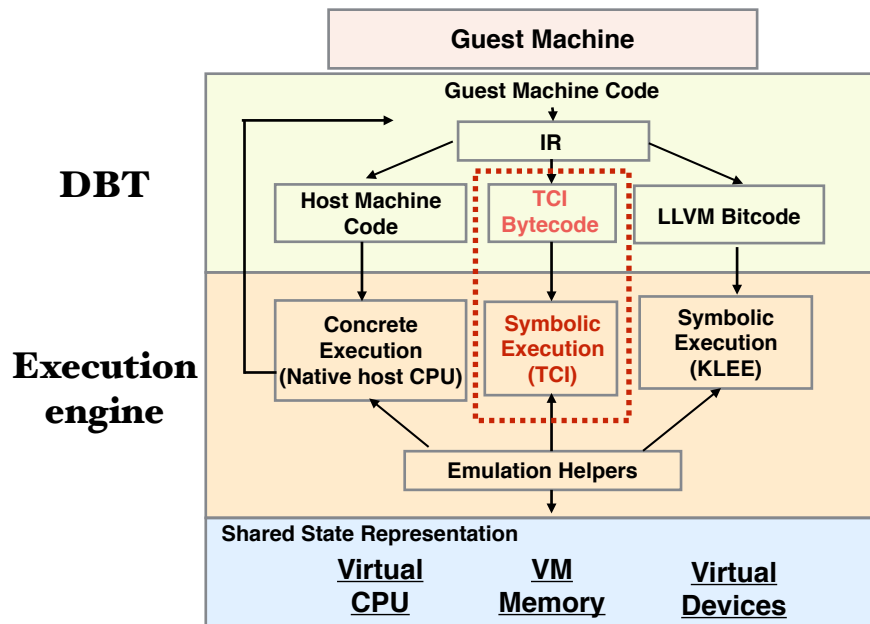 Guest Machine
Guest Machine Code
IR
DBT
Host Machine
Code
TCI
Bytecode
LLVM Bitcode
Execution
engine
Concrete
Execution
(Native host CPU)
Symbolic
Execution
(TCI)
Symbolic
Execution
(KLEE)
Emulation Helpers
Shared State Representation
Virtual
CPU
VM
Memory
Virtual
Devices